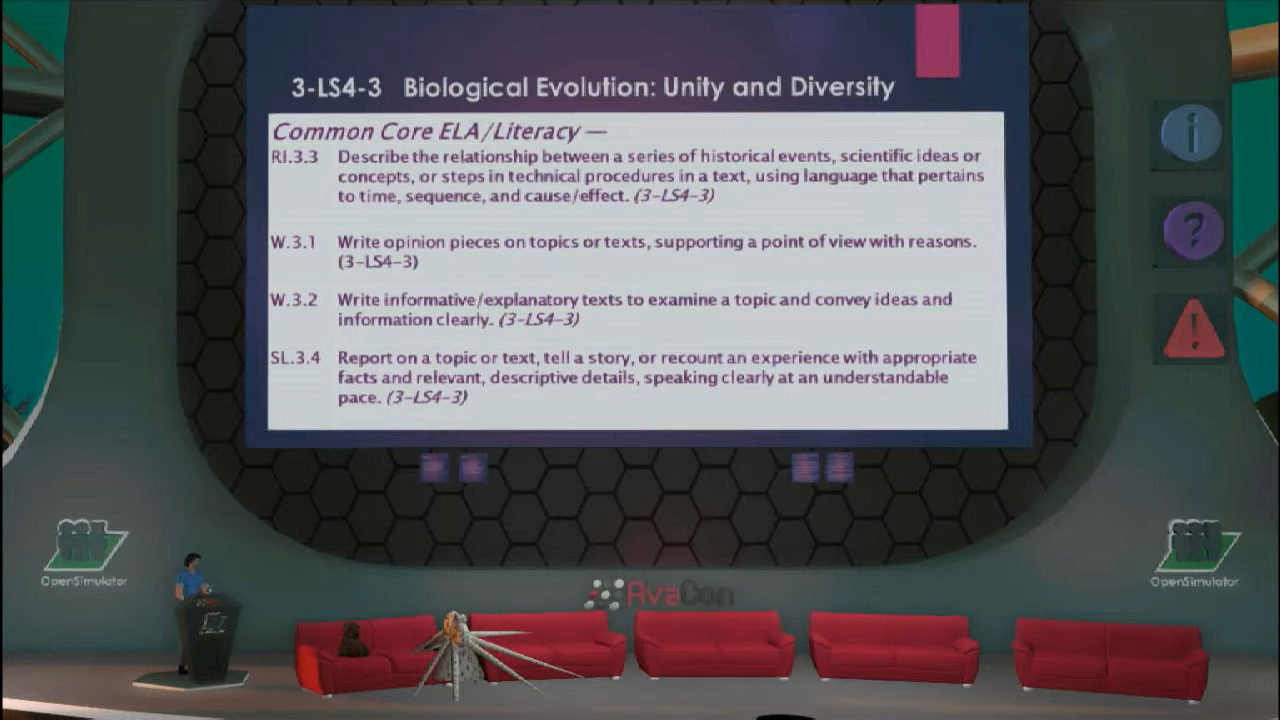 3-LS4-3 Biological Evolution: Unity and Diversity
Common Core ELA/Literacy —
RI.3.3 Describe the relationship between a series of historical events, scientific ideas or
concepts, or steps in technical procedures in a text, using language that pertains
to time, sequence, and cause/effect. (3-LS4-3)
W.3.1 Write opinion pieces on topics or texts, supporting a point of view with reasons.
(3-LS4-3)
W.3.2 Write informative/explanatory texts to examine a topic and convey ideas and
information clearly. (3-LS4-3)
SL.3.4 Report on a topic or text, tell a story, or recount an experience with appropriate
facts and relevant, descriptive details, speaking clearly at an understandable
pace. (3-LS4-3)
i
?
!
OpenSimulator
OpenSimulator
AvaCon